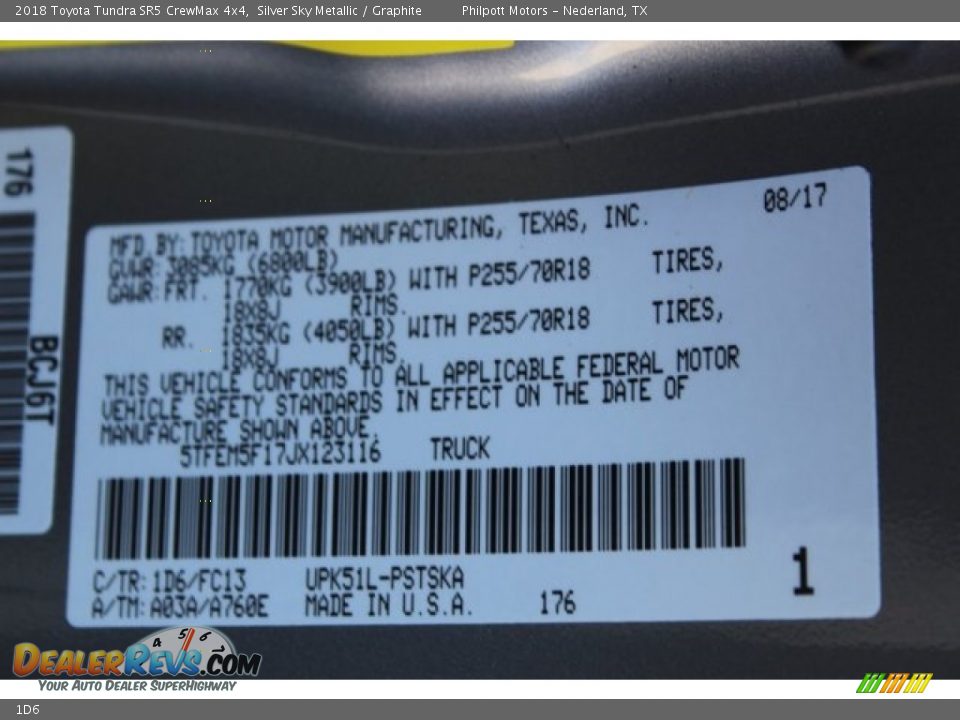 2018 Toyota Tundra SR5 CrewMax 4x4, Silver Sky Metallic / Graphite Philpott Motors – Nederland, TX
176
BCJ6T
08/17
MFD.BY:TOYOTA MOTOR MANUFACTURING, TEXAS, INC.
GVWR:3085KG (6800LB)
GAWR:FRT. 1770KG (3900LB) WITH P255/70R18 TIRES,
18X8J RIMS.
RR. 1835KG (4050LB) WITH P255/70R18 TIRES,
18X8J RIMS.
THIS VEHICLE CONFORMS TO ALL APPLICABLE FEDERAL MOTOR
VEHICLE SAFETY STANDARDS IN EFFECT ON THE DATE OF
MANUFACTURE SHOWN ABOVE.
5TFEM5F17JX123116 TRUCK
C/TR:1D6/FC13 UPK51L-PSTSKA
A/TM:A03A/A760E MADE IN U.S.A. 176
1
4 5 6 7
DEALERREVS.COM
YOUR AUTO DEALER SUPERHIGHWAY
1D6